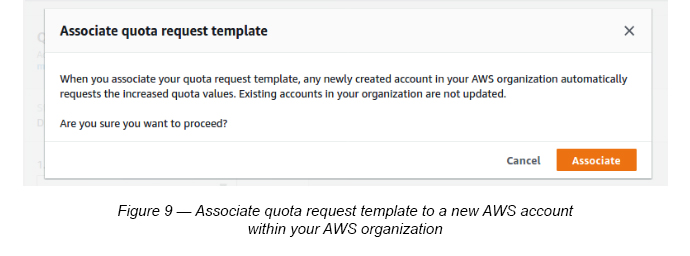 Associate quota request template
When you associate your quota request template, any newly created account in your AWS organization automatically
requests the increased quota values. Existing accounts in your organization are not updated.
Are you sure you want to proceed?
Cancel
Associate
Figure 9 — Associate quota request template to a new AWS account
within your AWS organization